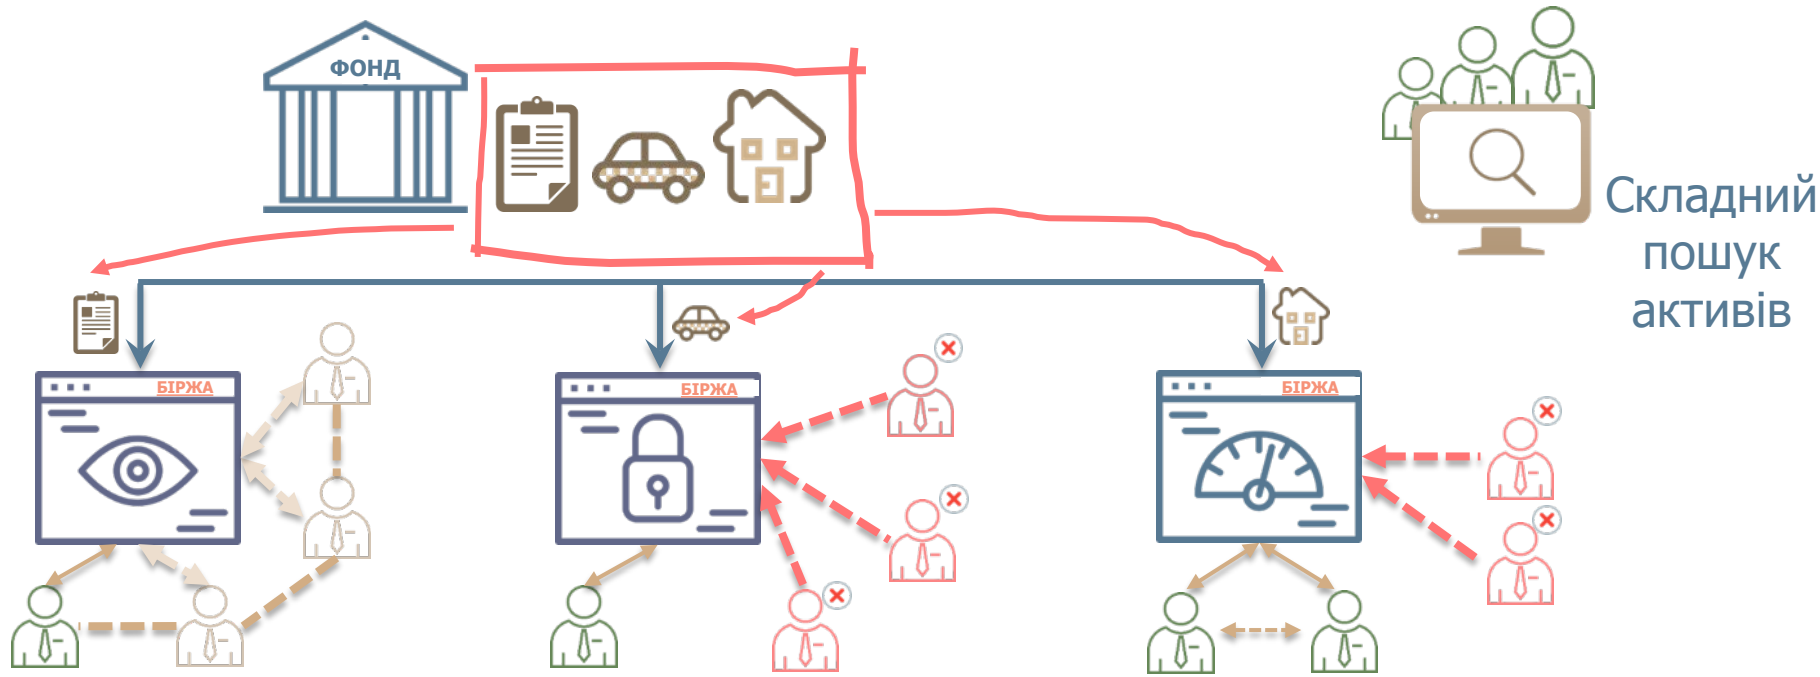 ФОНД
Складний
пошук
активів
БІРЖА
БІРЖА
БІРЖА